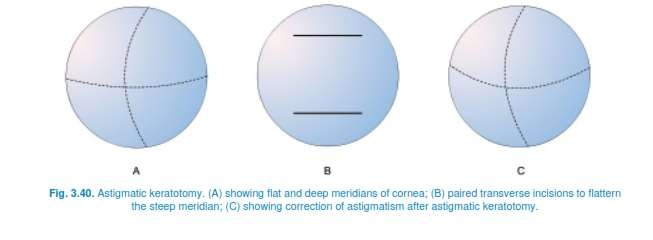 A B C
Fig. 3.40. Astigmatic keratotomy. (A) showing flat and deep meridians of cornea; (B) paired transverse incisions to flattern
the steep meridian; (C) showing correction of astigmatism after astigmatic keratotomy.